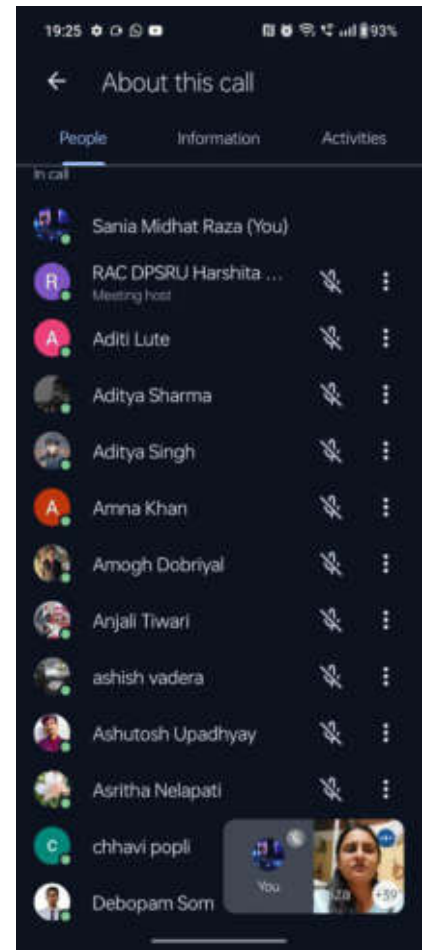 19:25
93%
About this call
People Information Activities
In call
Sania Midhat Raza (You)
R
RAC DPSRU Harshita ...
Meeting host
A
Aditi Lute
Aditya Sharma
Aditya Singh
A
Amna Khan
Amogh Dobriyal
Anjali Tiwari
ashish vadera
Ashutosh Upadhyay
Asritha Nelapati
C
chhavi popli
You
+39
Debopam Som